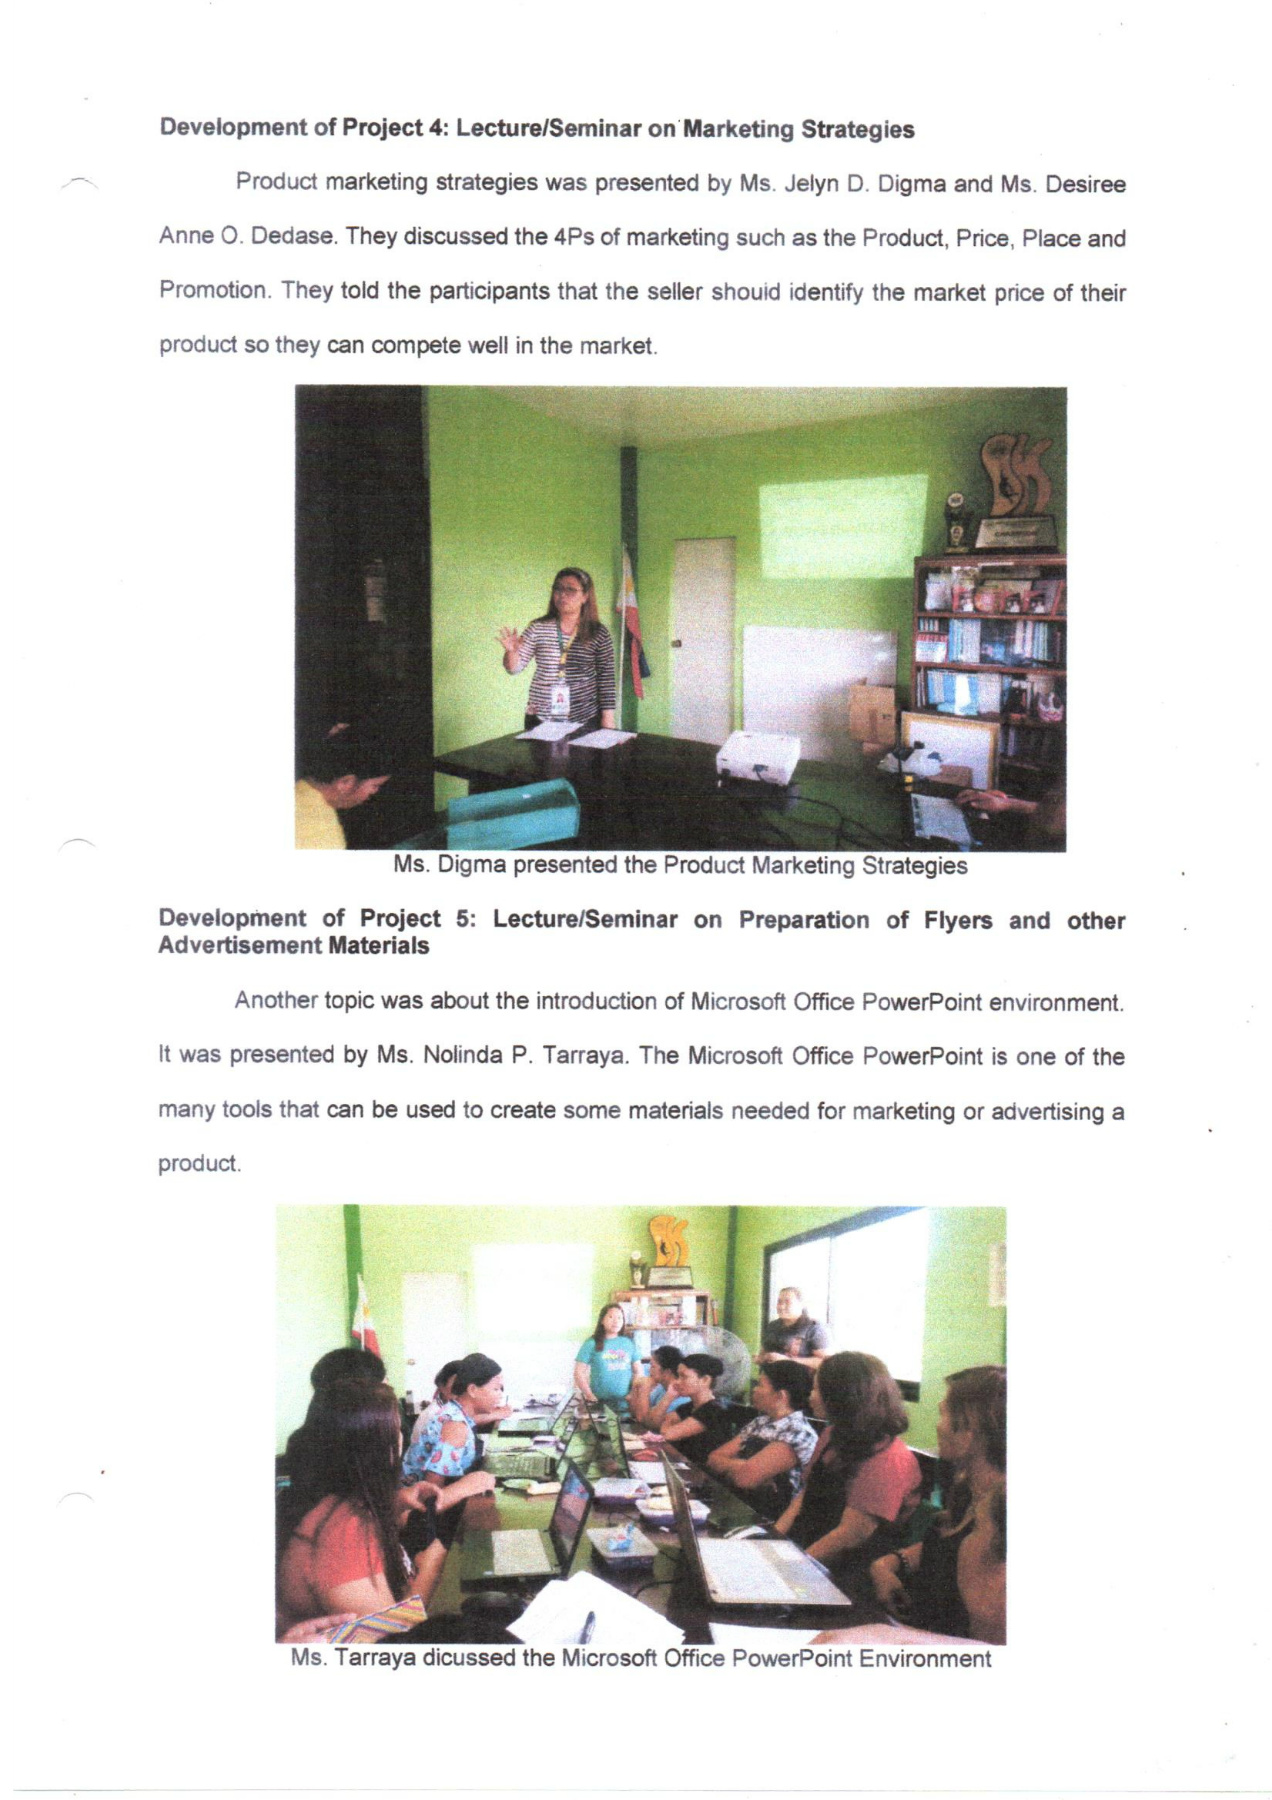 Development of Project 4: Lecture/Seminar on Marketing Strategies
Product marketing strategies was presented by Ms. Jelyn D. Digma and Ms. Desiree
Anne O. Dedase. They discussed the 4Ps of marketing such as the Product, Price, Place and
Promotion. They told the participants that the seller should identify the market price of their
product so they can compete well in the market.
SK
CHAMPION
Ms. Digma presented the Product Marketing Strategies
Development of Project 5: Lecture/Seminar on Preparation of Flyers and other
Advertisement Materials
Another topic was about the introduction of Microsoft Office PowerPoint environment.
It was presented by Ms. Nolinda P. Tarraya. The Microsoft Office PowerPoint is one of the
many tools that can be used to create some materials needed for marketing or advertising a
product.
SK
Ms. Tarraya dicussed the Microsoft Office PowerPoint Environment